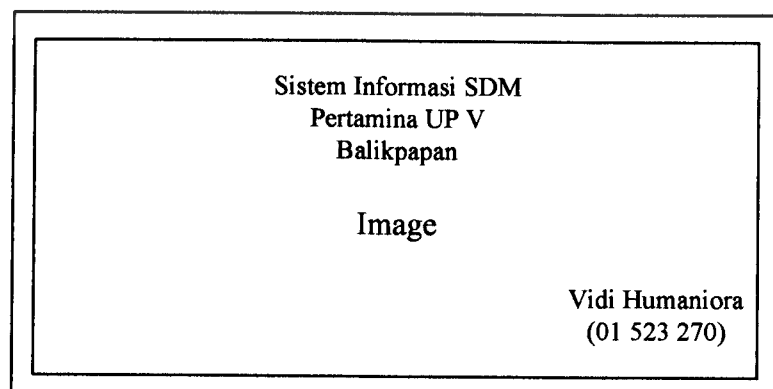 Sistem Informasi SDM
Pertamina UP V
Balikpapan
Image
Vidi Humaniora
(01 523 270)